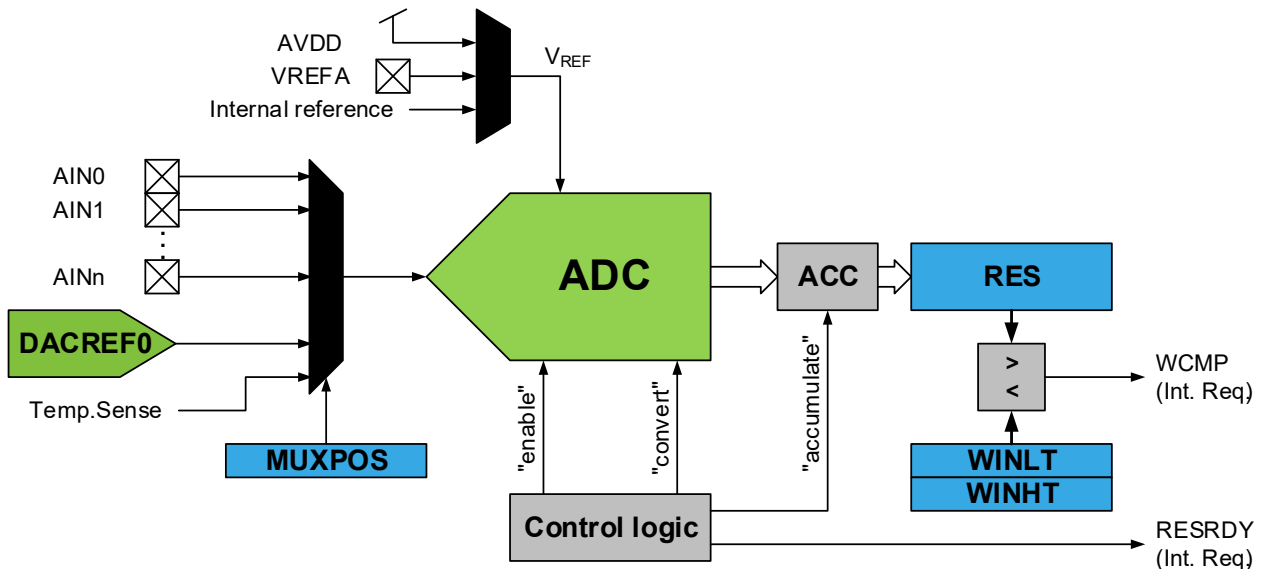 AVDD
VREFA
Internal reference
VREF
AIN0
AIN1
AINn
DACREF0
Temp.Sense
MUXPOS
ADC
ACC
RES
"enable"
"convert"
"accumulate"
Control logic
>
<
WINLT
WINHT
WCMP
(Int. Req)
RESRDY
(Int. Req)